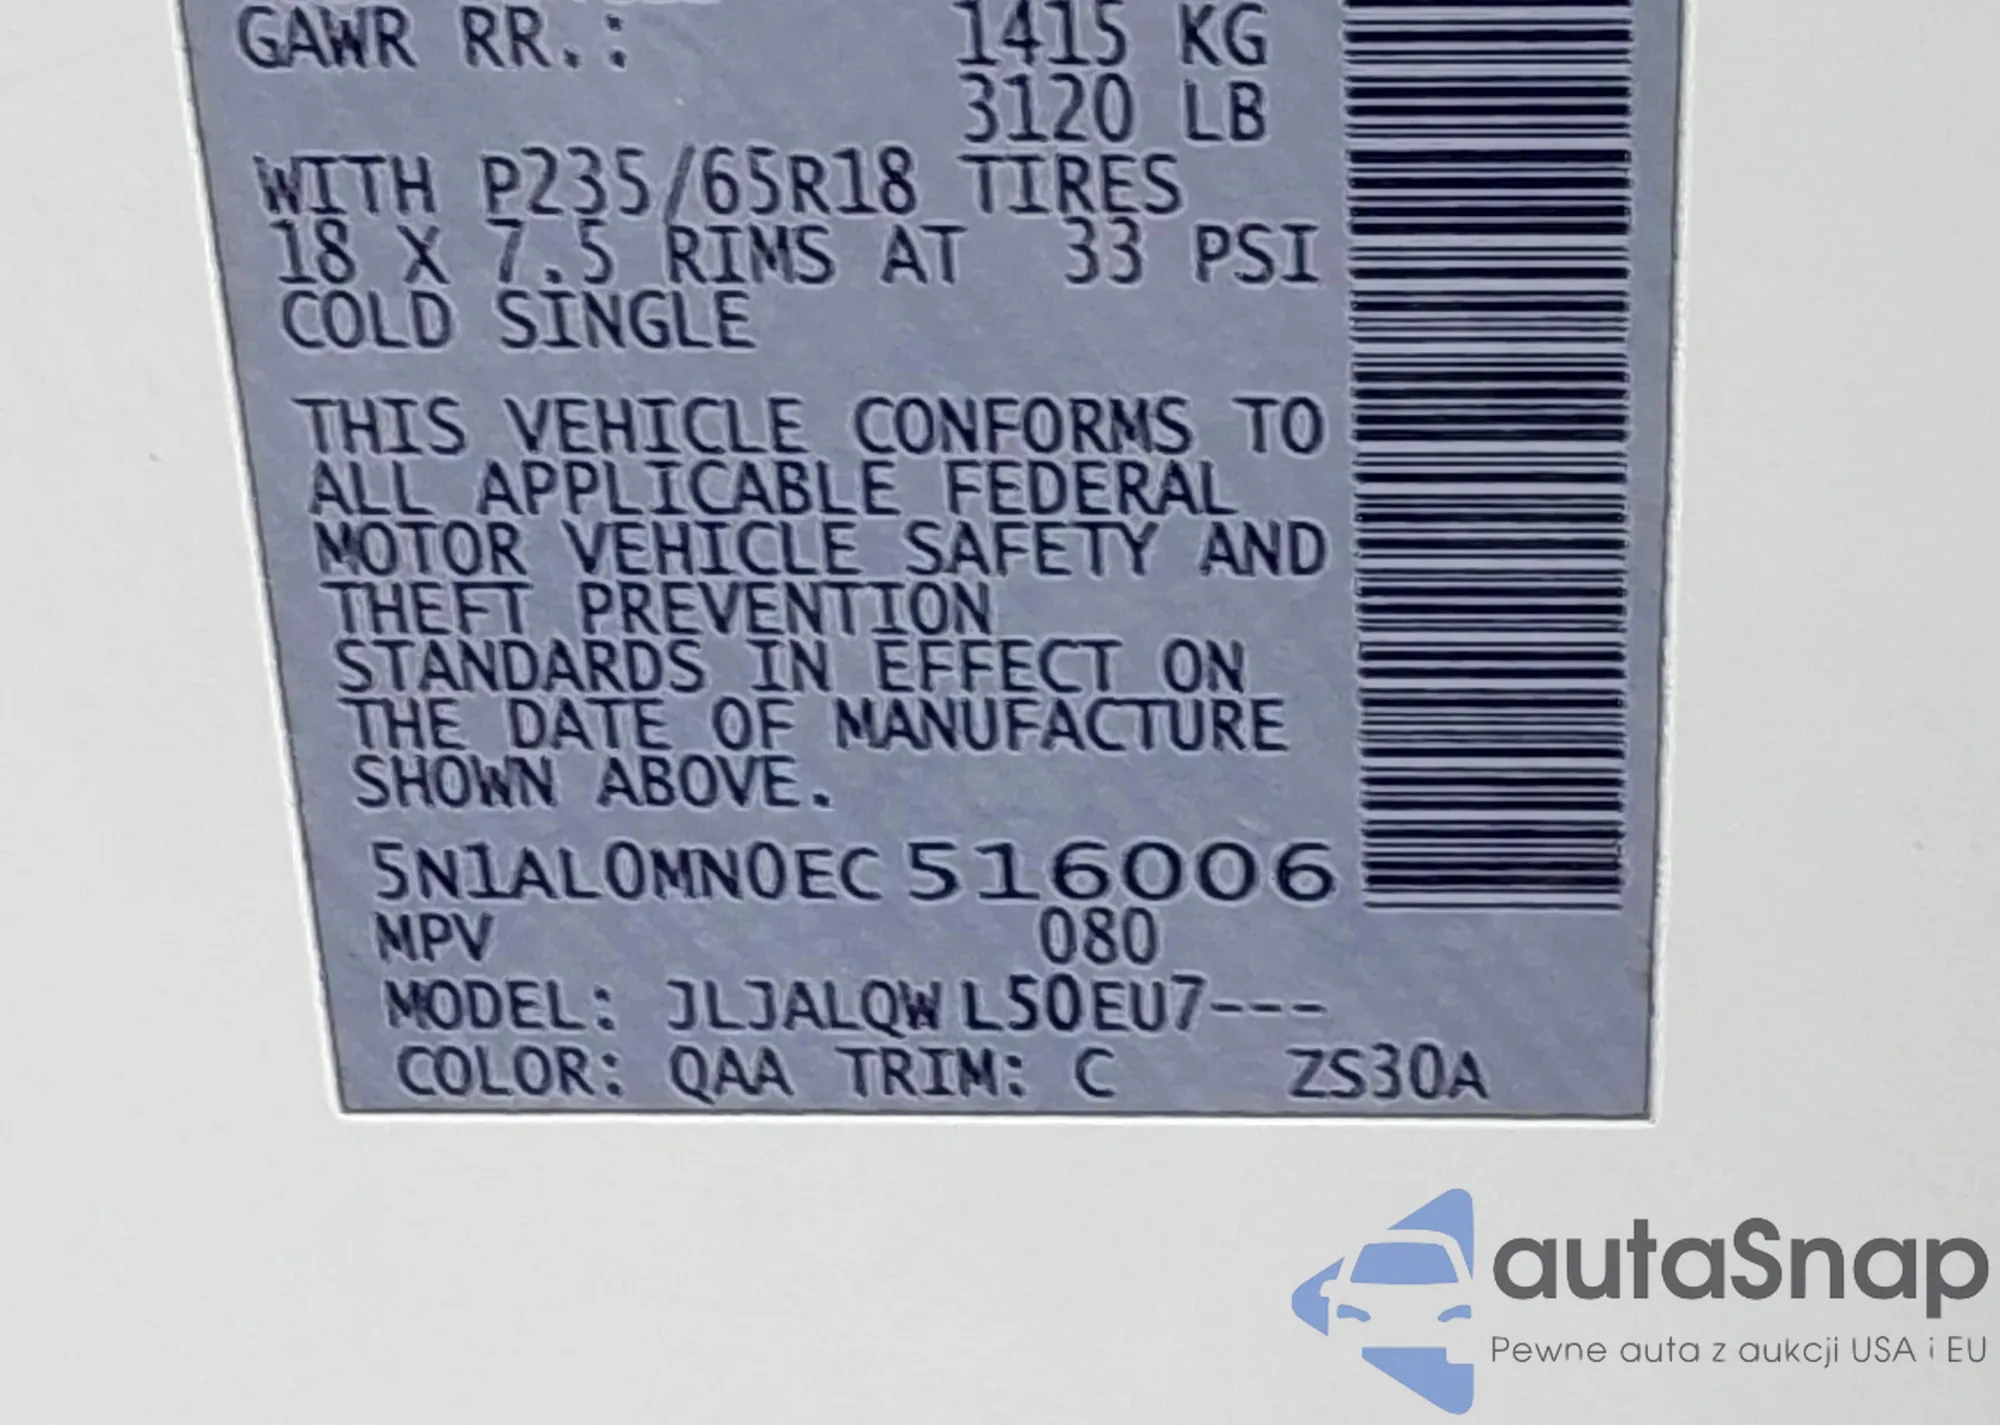 GAWR RR.: 1415 KG
3120 LB
WITH P235/65R18 TIRES
18 X 7.5 RIMS AT 33 PSI
COLD SINGLE
THIS VEHICLE CONFORMS TO
ALL APPLICABLE FEDERAL
MOTOR VEHICLE SAFETY AND
THEFT PREVENTION
STANDARDS IN EFFECT ON
THE DATE OF MANUFACTURE
SHOWN ABOVE.
5N1AL0MN0EC516006
MPV 080
MODEL: JLJALQW L50EU7---
COLOR: QAA TRIM: C ZS30A
autaSnap
Pewne auta z aukcji USA i EU